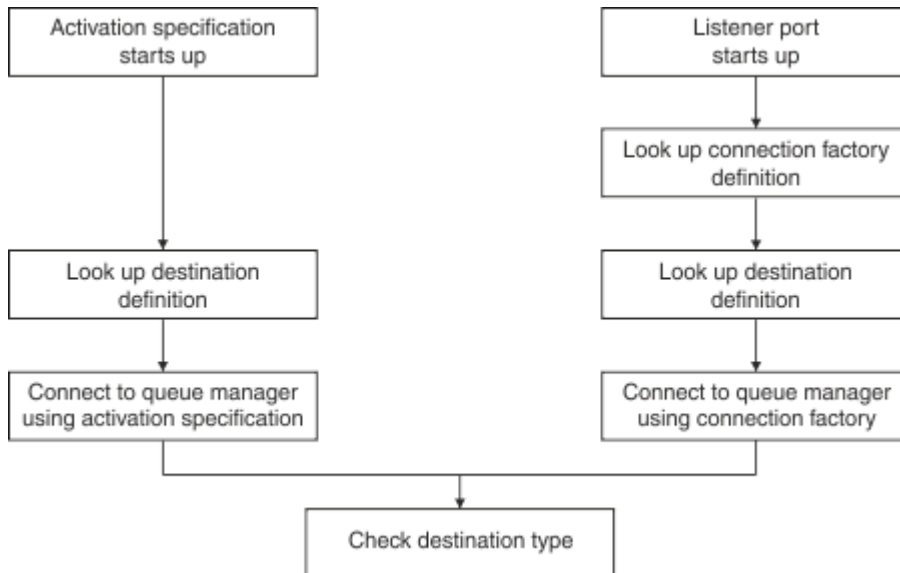 Activation specification
starts up
Listener port
starts up
Look up connection factory
definition
Look up destination
definition
Look up destination
definition
Connect to queue manager
using activation specification
Connect to queue manager
using connection factory
Check destination type